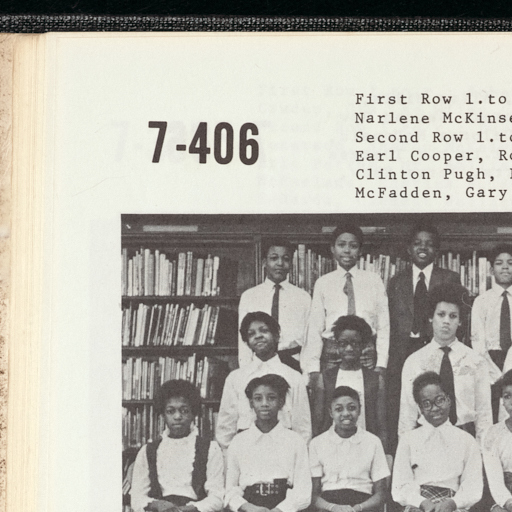 7-406
First Row l.to
Narlene McKinse
Second Row l.to
Earl Cooper, Ro
Clinton Pugh,
McFadden, Gary